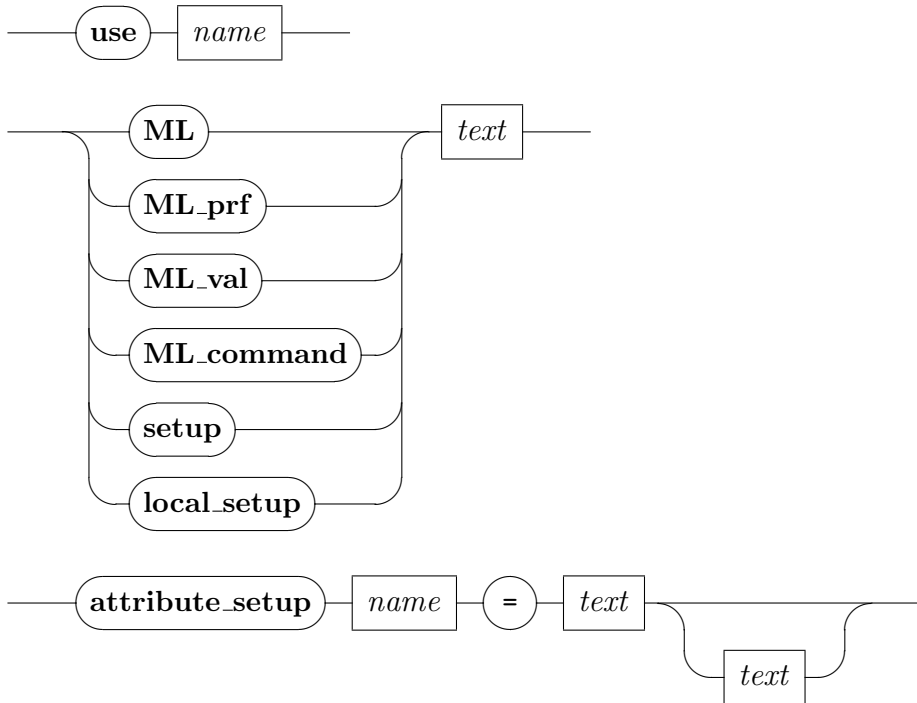 use name
ML text
ML_prf
ML_val
ML_command
setup
local_setup
attribute_setup name = text
text